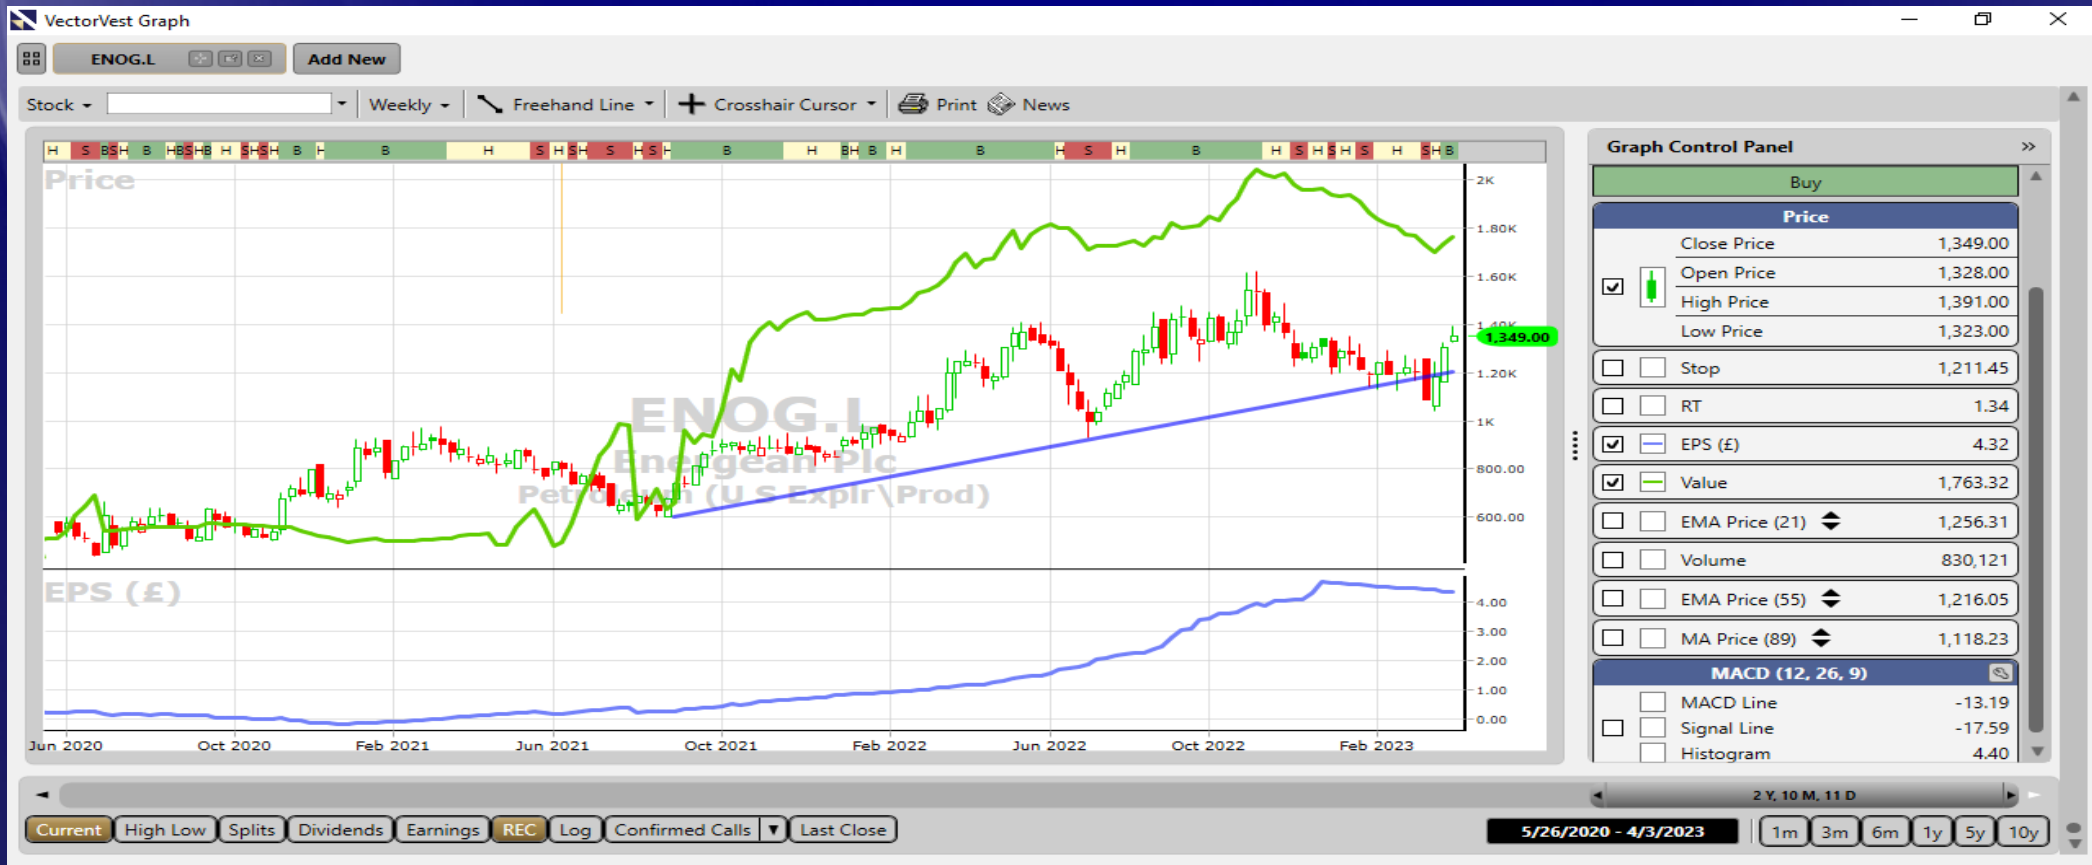 VectorVest Graph
ENOG.L
Add New
Stock
Weekly
Freehand Line
Crosshair Cursor
Print
News
H S B S H B H B S H B H S H S H B H B H S H S H S H S H B H B H B H B H S H B H S H S H S H S H B
Price
2K
1.80K
1.60K
1.40K
1,349.00
1.20K
1K
800.00
600.00
ENOG.L
Energean Plc
Petroleum (U S Explr\Prod)
EPS (£)
4.00
3.00
2.00
1.00
0.00
Jun 2020 Oct 2020 Feb 2021 Jun 2021 Oct 2021 Feb 2022 Jun 2022 Oct 2022 Feb 2023
Graph Control Panel »
Buy
Price
Close Price 1,349.00
Open Price 1,328.00
High Price 1,391.00
Low Price 1,323.00
Stop 1,211.45
RT 1.34
EPS (£) 4.32
Value 1,763.32
EMA Price (21) 1,256.31
Volume 830,121
EMA Price (55) 1,216.05
MA Price (89) 1,118.23
MACD (12, 26, 9)
MACD Line -13.19
Signal Line -17.59
Histogram 4.40
2 Y, 10 M, 11 D
Current High Low Splits Dividends Earnings REC Log Confirmed Calls Last Close
5/26/2020 - 4/3/2023
1m 3m 6m 1y 5y 10y